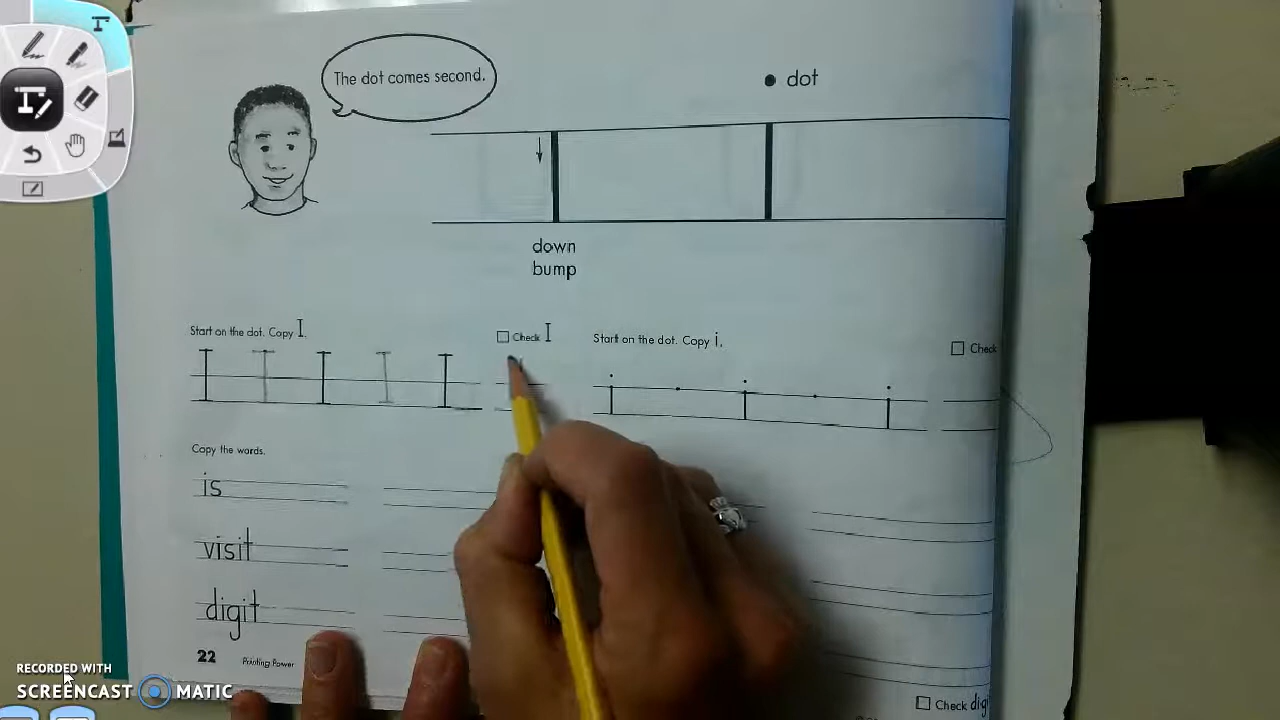 The dot comes second.
dot
down
bump
Start on the dot. Copy I.
Check I
I I I I I
Start on the dot. Copy i.
Check
i i i
Copy the words.
is
visit
digit
22 Printing Power
Check
RECORDED WITH
SCREENCAST MATIC